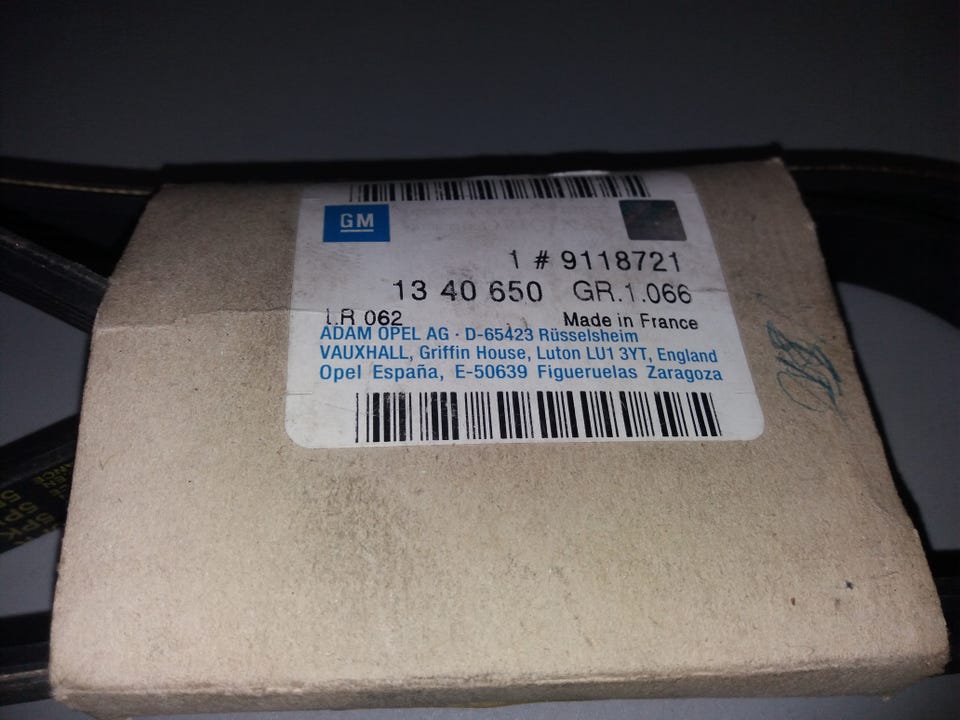 GM
1 # 9118721
13 40 650 GR.1.066
LR 062 Made in France
ADAM OPEL AG · D-65423 Rüsselsheim
VAUXHALL, Griffin House, Luton LU1 3YT, England
Opel España, E-50639 Figueruelas Zaragoza
5PK